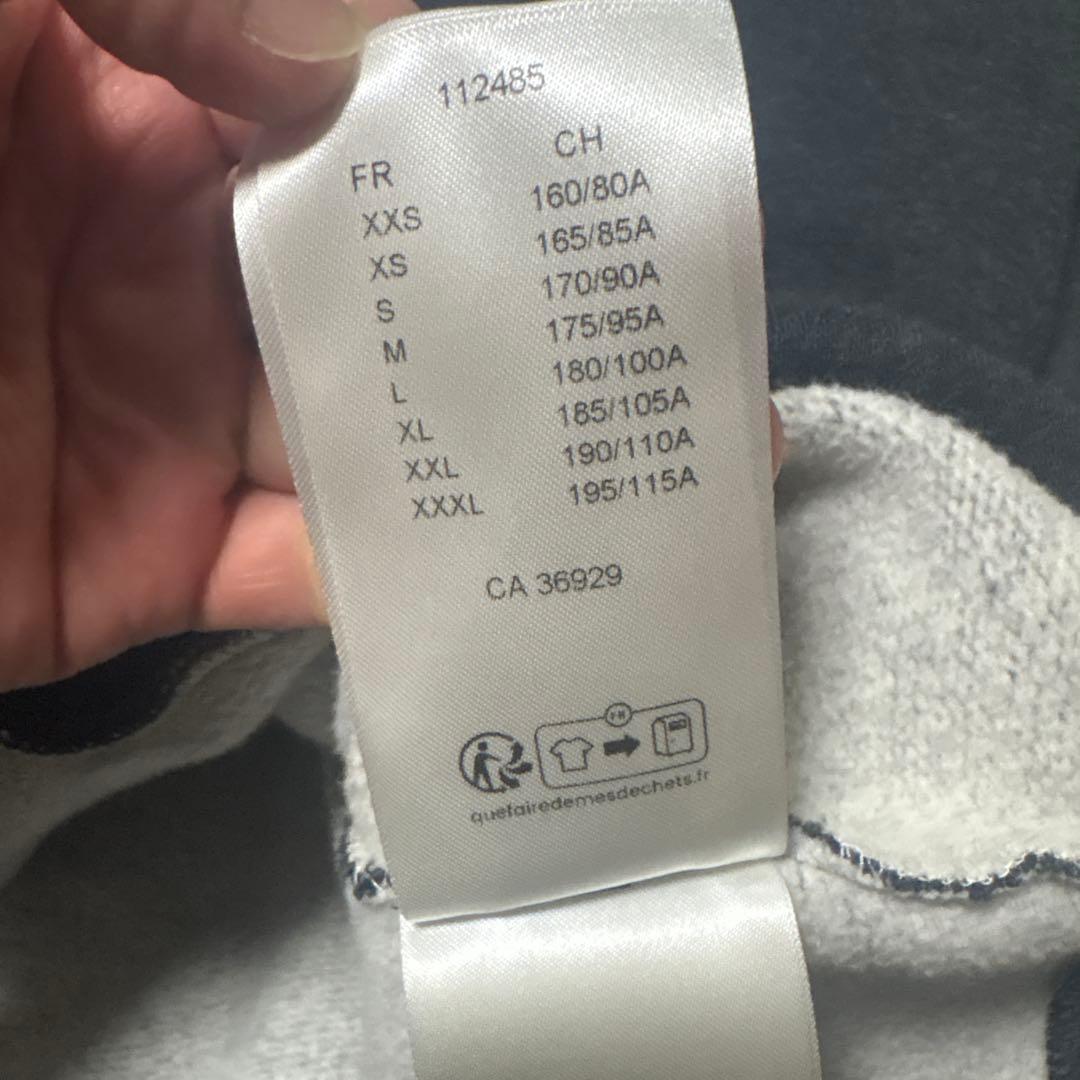 112485
FR CH
XXS 160/80A
XS 165/85A
S 170/90A
M 175/95A
L 180/100A
XL 185/105A
XXL 190/110A
XXXL 195/115A
CA 36929
FR
quefairedemesdechets.fr